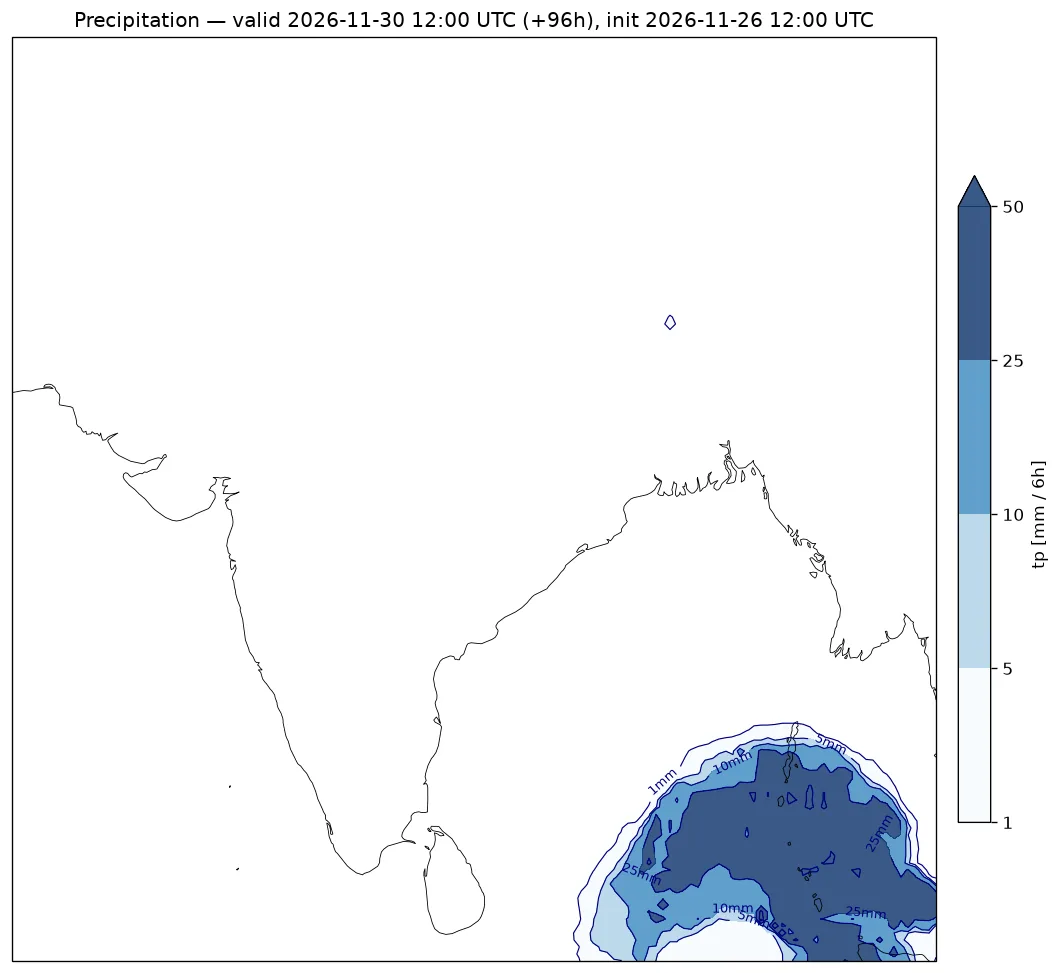 Precipitation — valid 2026-11-30 12:00 UTC (+96h), init 2026-11-26 12:00 UTC
50
25
10
5
1
tp [mm / 6h]
5mm
10mm
1mm
25mm
25mm
10mm
5mm
25mm